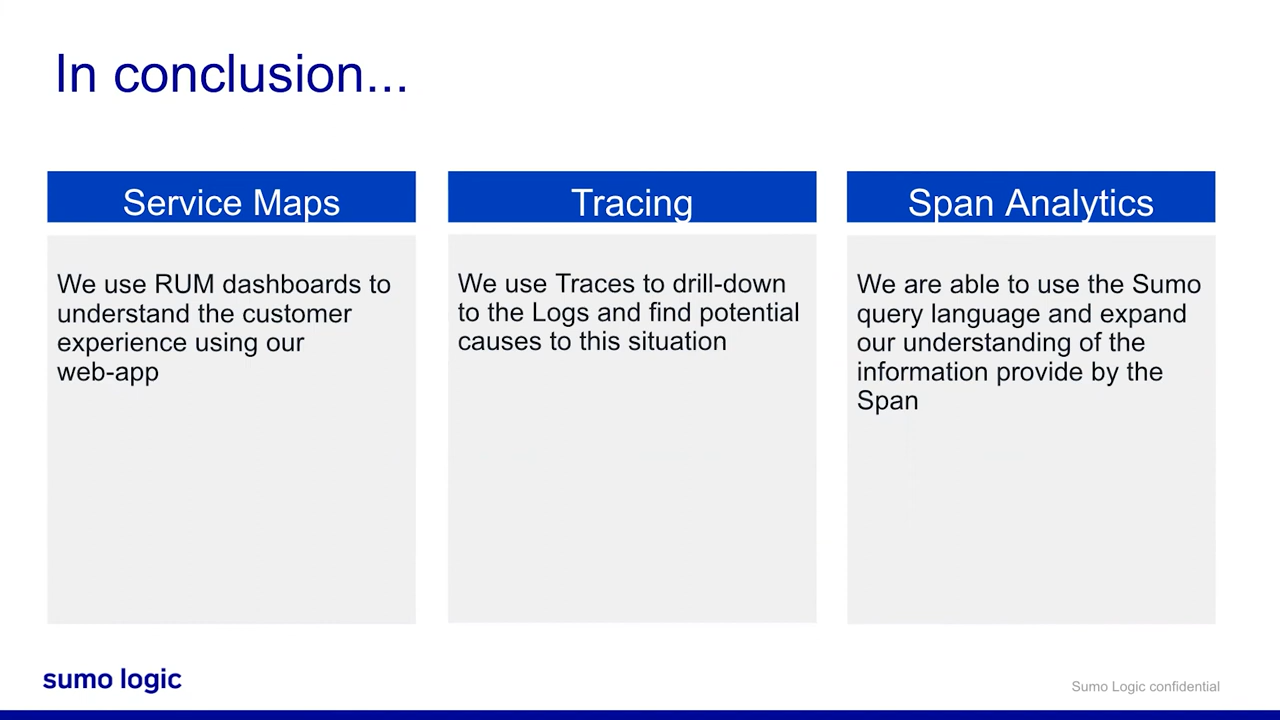 In conclusion...
Service Maps
We use RUM dashboards to
understand the customer
experience using our
web-app
Tracing
We use Traces to drill-down
to the Logs and find potential
causes to this situation
Span Analytics
We are able to use the Sumo
query language and expand
our understanding of the
information provide by the
Span
sumo logic
Sumo Logic confidential